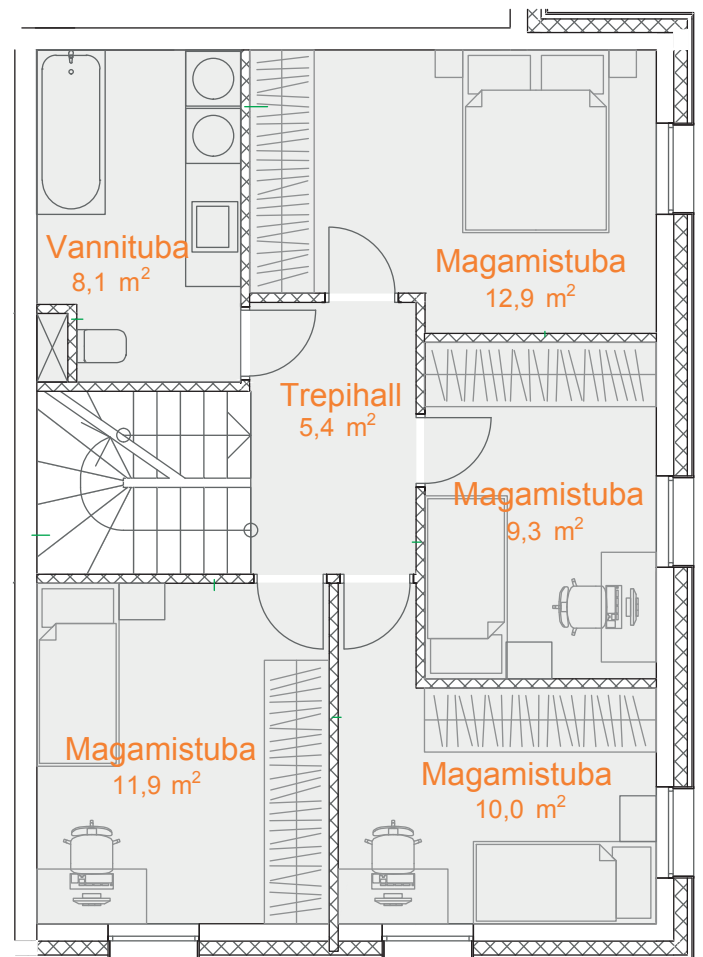 Vannituba
8,1 m²
Magamistuba
12,9 m²
Trepihall
5,4 m²
Magamistuba
9,3 m²
Magamistuba
11,9 m²
Magamistuba
10,0 m²